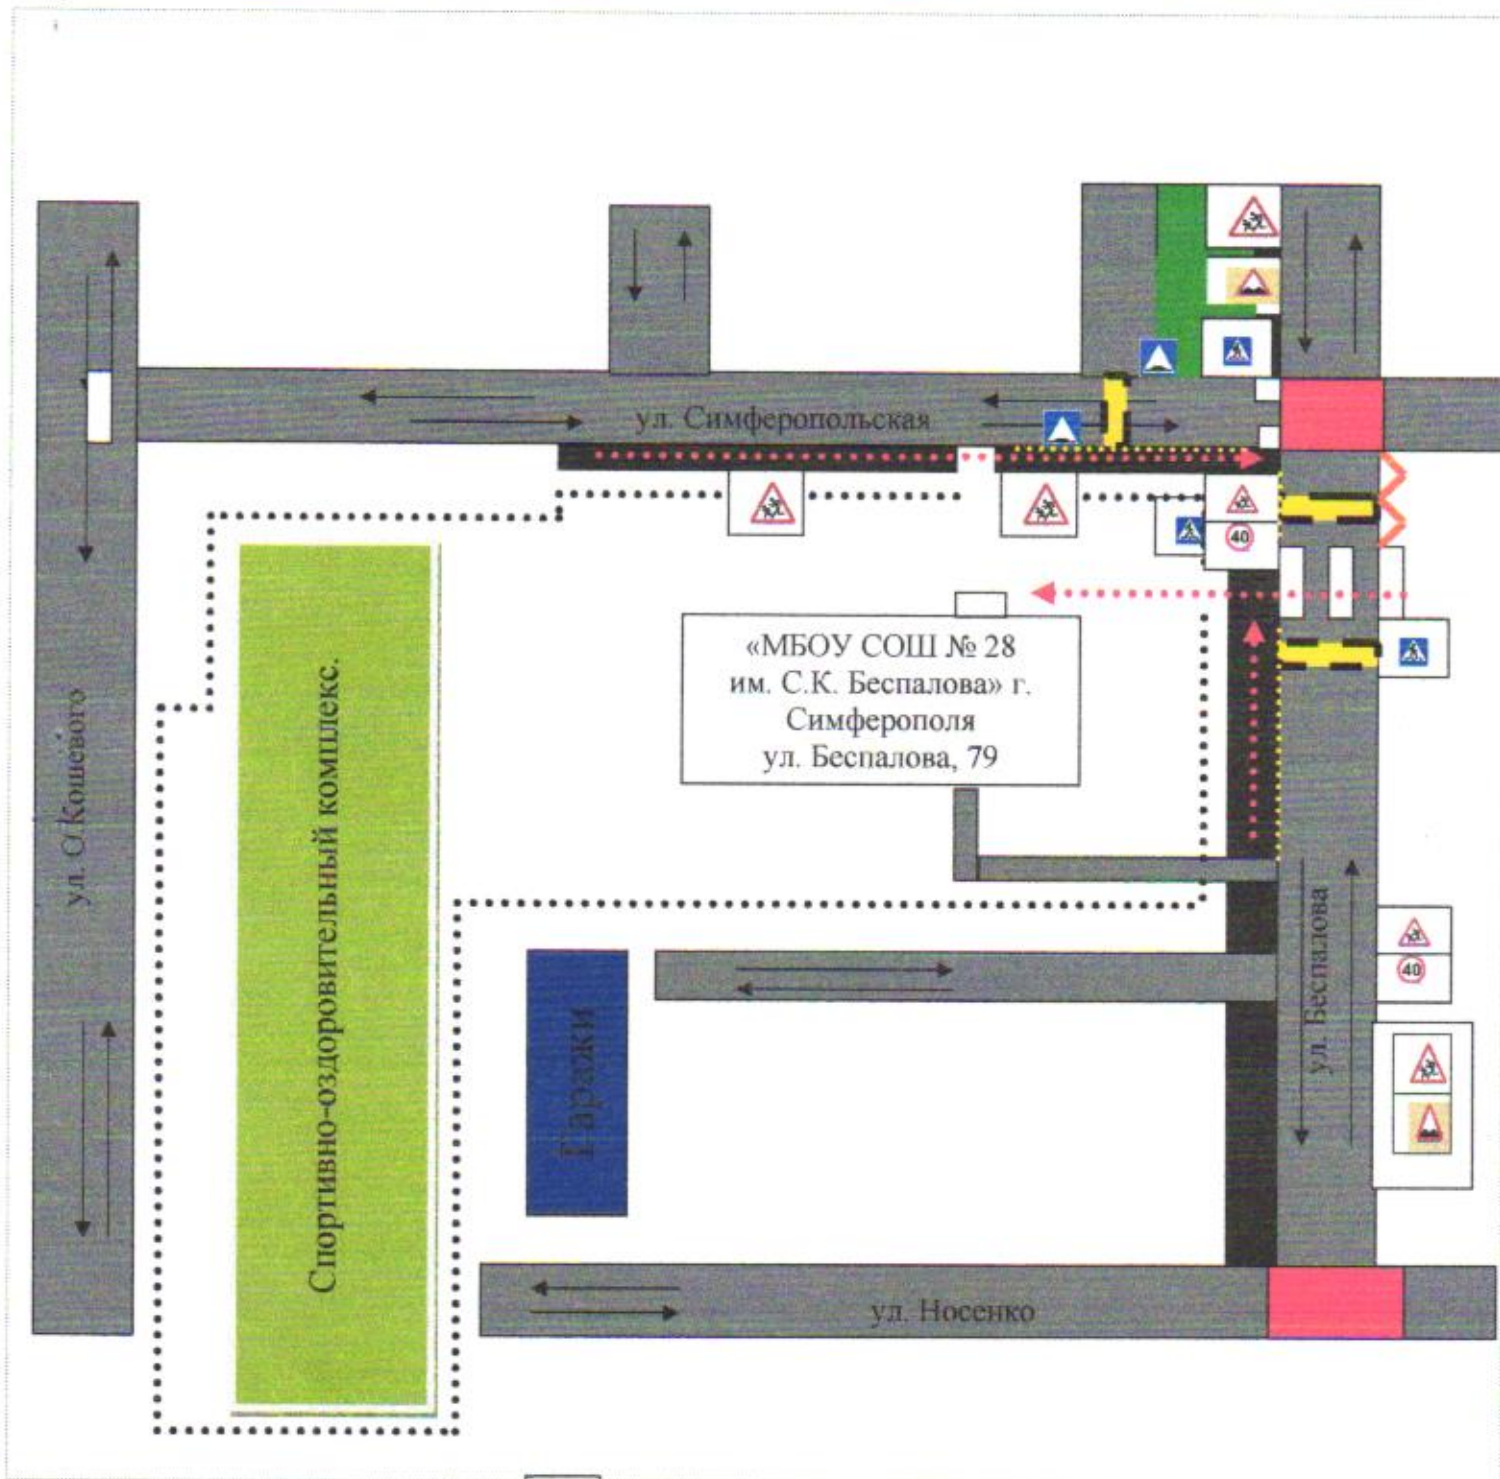 ул. Симферопольская
40
«МБОУ СОШ № 28
им. С.К. Беспалова» г.
Симферополя
ул. Беспалова, 79
ул. О.Кошевого
Спортивно-оздоровительный комплекс.
Гаражи
ул. Беспалова
40
ул. Носенко